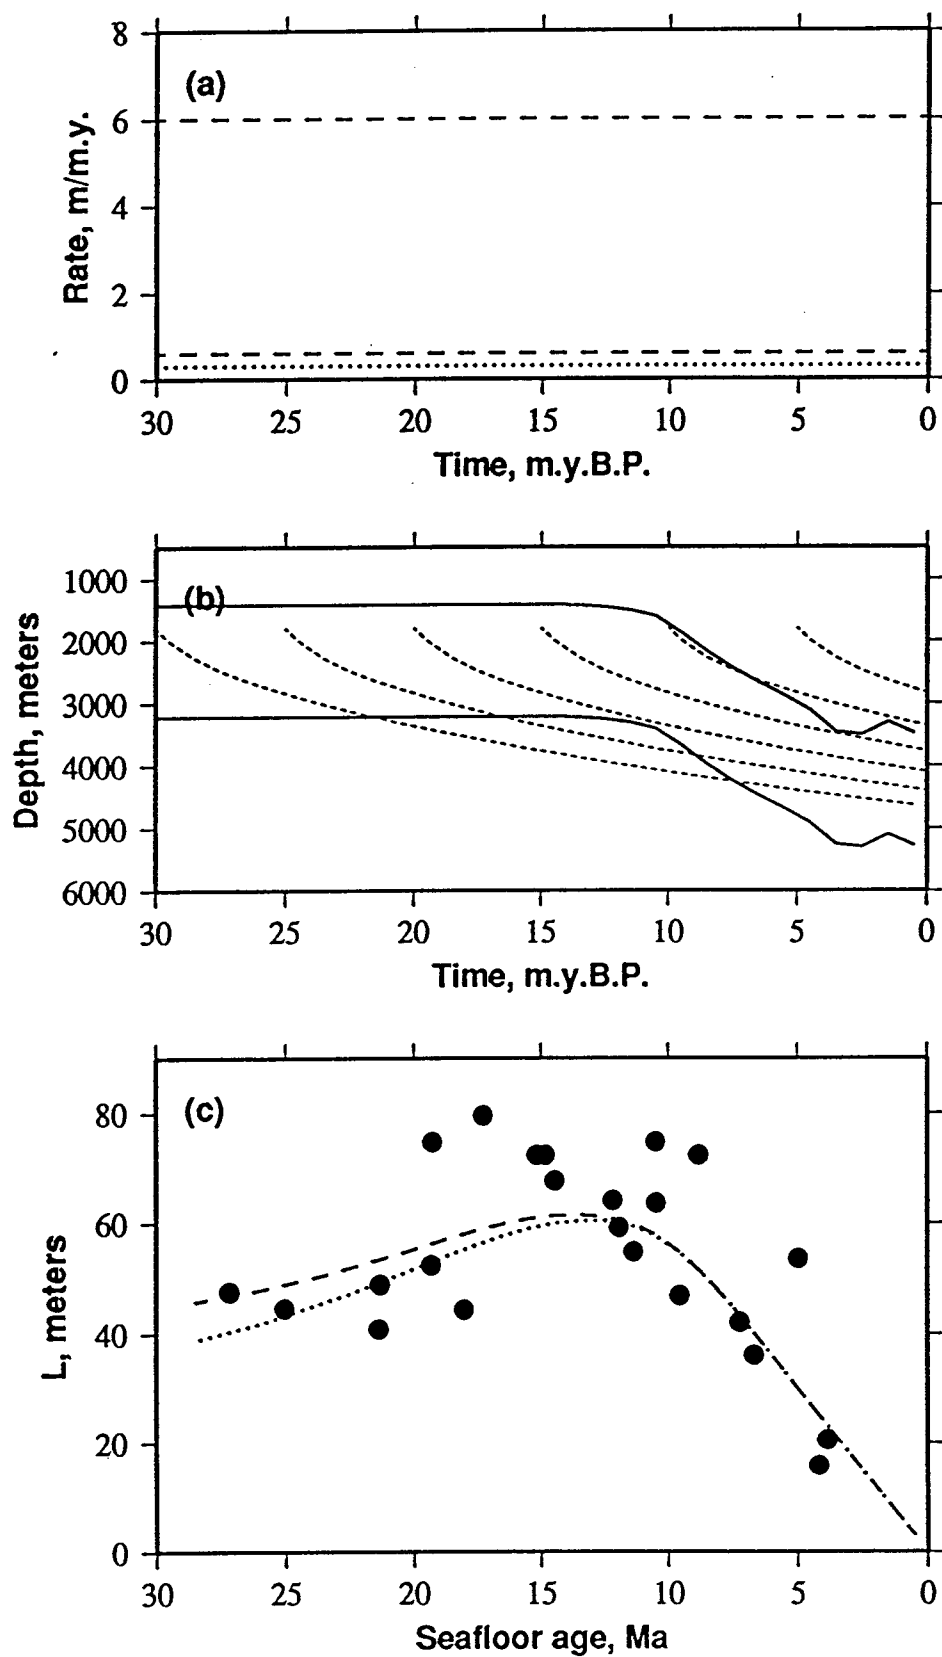 8
(a)
6
Rate, m/m.y.
4
2
0
30 25 20 15 10 5 0
Time, m.y.B.P.
1000
(b)
2000
Depth, meters
3000
4000
5000
6000
30 25 20 15 10 5 0
Time, m.y.B.P.
(c)
80
60
L, meters
40
20
0
30 25 20 15 10 5 0
Seafloor age, Ma